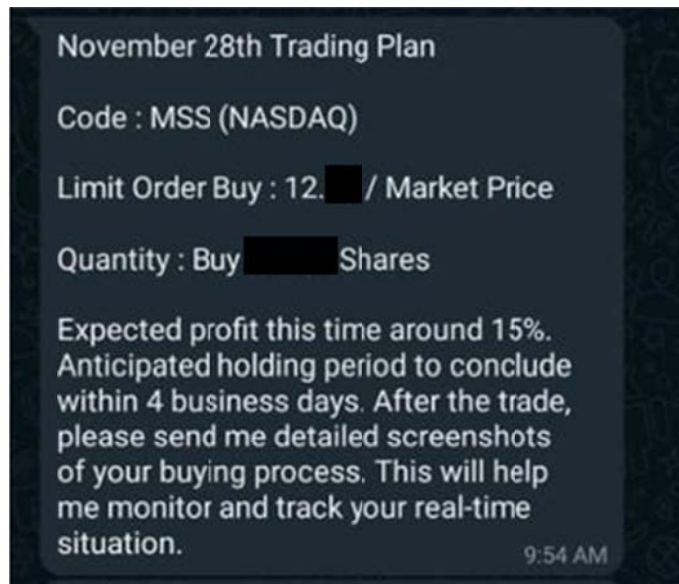 November 28th Trading Plan
Code : MSS (NASDAQ)
Limit Order Buy : 12. / Market Price
Quantity : Buy Shares
Expected profit this time around 15%.
Anticipated holding period to conclude
within 4 business days. After the trade,
please send me detailed screenshots
of your buying process. This will help
me monitor and track your real-time
situation.
9:54 AM